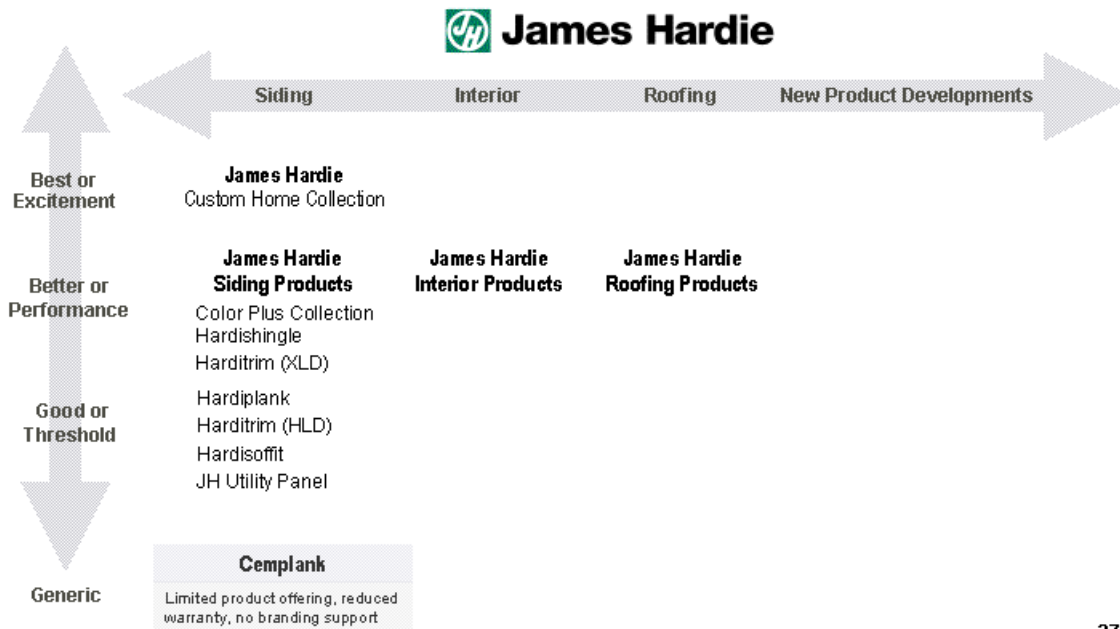 James Hardie
Siding
Interior
Roofing
New Product Developments
Best or
Excitement
James Hardie
Custom Home Collection
Better or
Performance
James Hardie
Siding Products
Color Plus Collection
Hardishingle
Harditrim (XLD)
James Hardie
Interior Products
James Hardie
Roofing Products
Good or
Threshold
Hardiplank
Harditrim (HLD)
Hardisoffit
JH Utility Panel
Generic
Cemplank
Limited product offering, reduced
warranty, no branding support